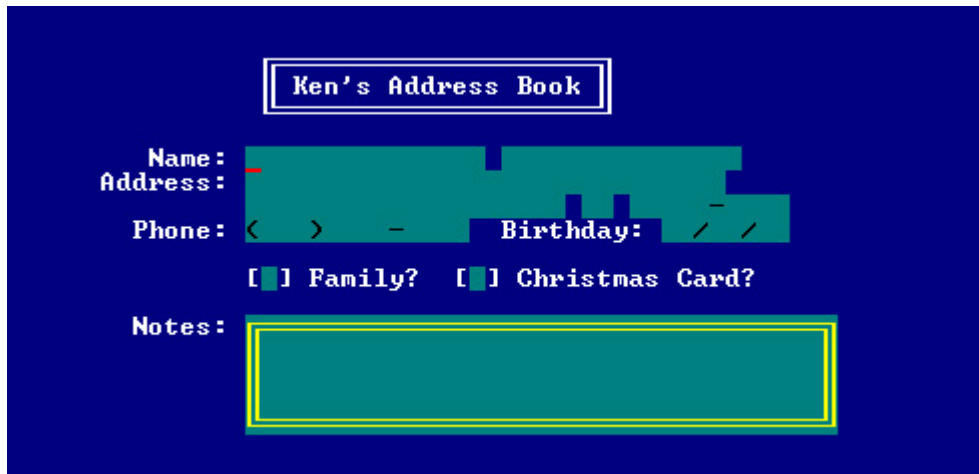 Ken's Address Book
Name:
Address:
-
Phone: ( ) - Birthday: / /
[ ] Family? [ ] Christmas Card?
Notes: